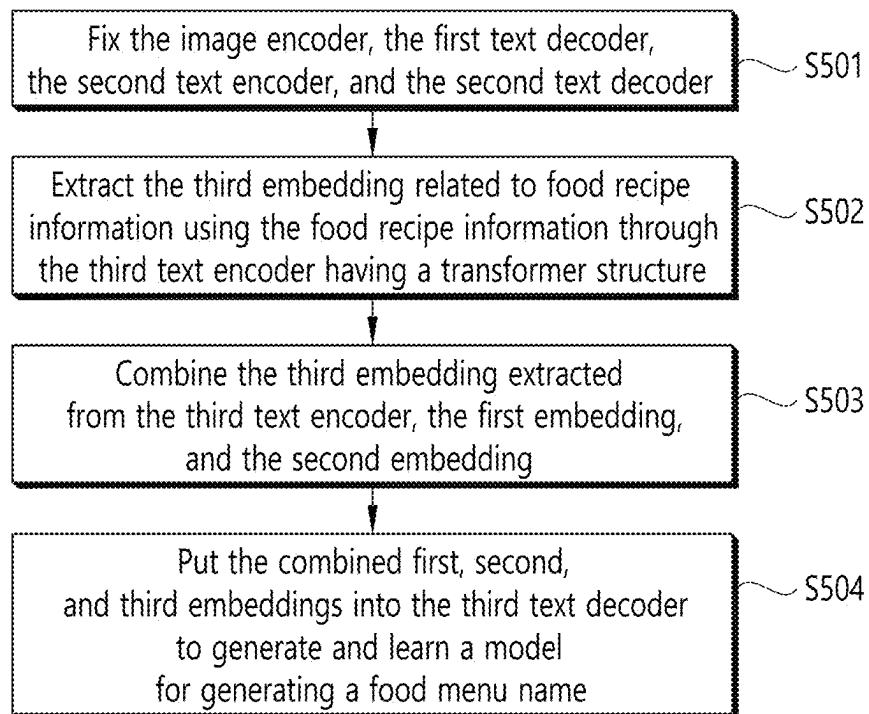 Fix the image encoder, the first text decoder,
the second text encoder, and the second text decoder
S501
Extract the third embedding related to food recipe
information using the food recipe information through
the third text encoder having a transformer structure
S502
Combine the third embedding extracted
from the third text encoder, the first embedding,
and the second embedding
S503
Put the combined first, second,
and third embeddings into the third text decoder
to generate and learn a model
for generating a food menu name
S504